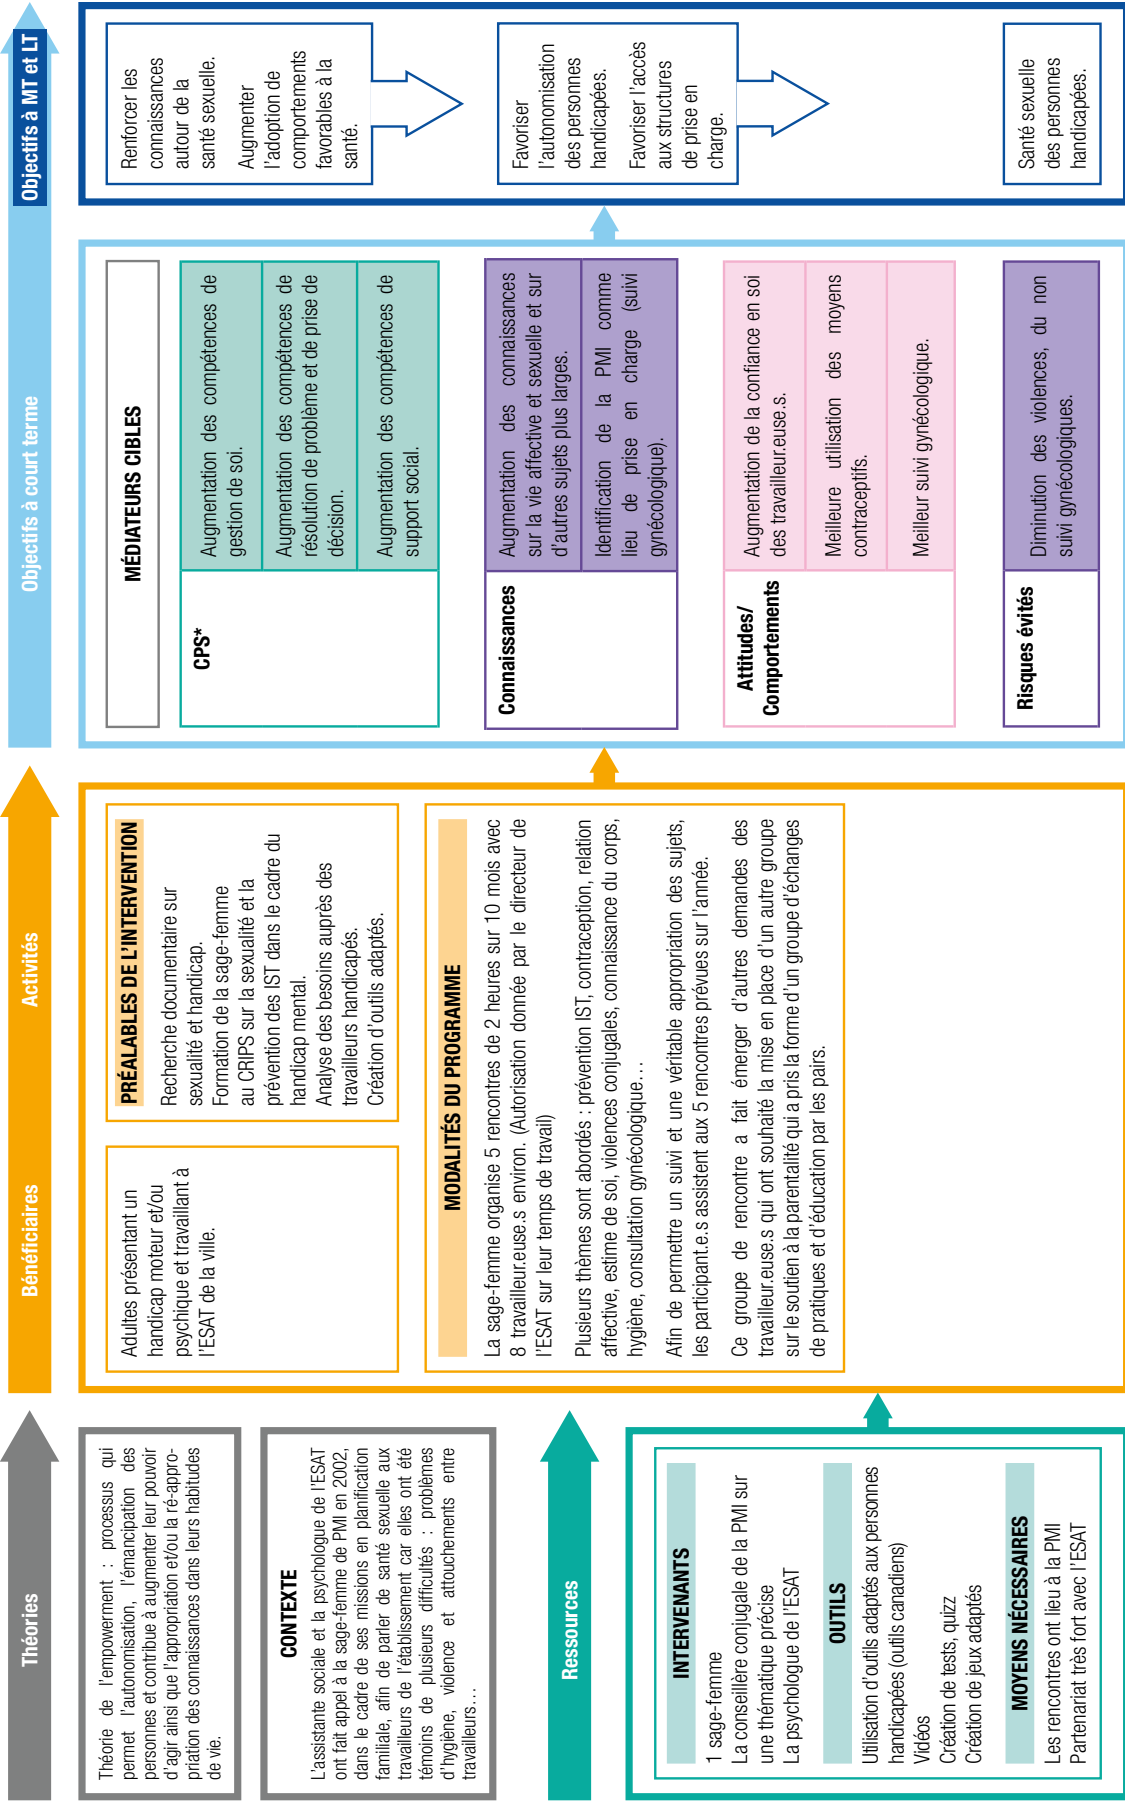 Théories
Théorie de l'empowerment : processus qui
permet l'autonomisation, l'émancipation des
personnes et contribue à augmenter leur pouvoir
d'agir ainsi que l'appropriation et/ou la ré-appro-
priation des connaissances dans leurs habitudes
de vie.
CONTEXTE
L'assistante sociale et la psychologue de l'ESAT
ont fait appel à la sage-femme de PMI en 2002,
dans le cadre de ses missions en planification
familiale, afin de parler de santé sexuelle aux
travailleurs de l'établissement car elles ont été
témoins de plusieurs difficultés : problèmes
d'hygiène, violence et attouchements entre
travailleurs…
Ressources
INTERVENANTS
1 sage-femme
La conseillère conjugale de la PMI sur
une thématique précise
La psychologue de l'ESAT
OUTILS
Utilisation d'outils adaptés aux personnes
handicapées (outils canadiens)
Vidéos
Création de tests, quizz
Création de jeux adaptés
MOYENS NÉCESSAIRES
Les rencontres ont lieu à la PMI
Partenariat très fort avec l'ESAT
Bénéficiaires
Activités
Adultes présentant un
handicap moteur et/ou
psychique et travaillant à
l'ESAT de la ville.
PRÉALABLES DE L'INTERVENTION
Recherche documentaire sur
sexualité et handicap.
Formation de la sage-femme
au CRIPS sur la sexualité et la
prévention des IST dans le cadre du
handicap mental.
Analyse des besoins auprès des
travailleurs handicapés.
Création d'outils adaptés.
MODALITÉS DU PROGRAMME
La sage-femme organise 5 rencontres de 2 heures sur 10 mois avec
8 travailleur.euse.s environ. (Autorisation donnée par le directeur de
l'ESAT sur leur temps de travail)
Plusieurs thèmes sont abordés : prévention IST, contraception, relation
affective, estime de soi, violences conjugales, connaissance du corps,
hygiène, consultation gynécologique…
Afin de permettre un suivi et une véritable appropriation des sujets,
les participant.e.s assistent aux 5 rencontres prévues sur l'année.
Ce groupe de rencontre a fait émerger d'autres demandes des
travailleur.euse.s qui ont souhaité la mise en place d'un autre groupe
sur le soutien à la parentalité qui a pris la forme d'un groupe d'échanges
de pratiques et d'éducation par les pairs.
Objectifs à court terme
MÉDIATEURS CIBLES
CPS*
Augmentation des compétences de
gestion de soi.
Augmentation des compétences de
résolution de problème et de prise de
décision.
Augmentation des compétences de
support social.
Connaissances
Augmentation des connaissances
sur la vie affective et sexuelle et sur
d'autres sujets plus larges.
Identification de la PMI comme
lieu de prise en charge (suivi
gynécologique).
Attitudes/
Comportements
Augmentation de la confiance en soi
des travailleur.euse.s.
Meilleure utilisation des moyens
contraceptifs.
Meilleur suivi gynécologique.
Risques évités
Diminution des violences, du non
suivi gynécologiques.
Objectifs à MT et LT
Renforcer les
connaissances
autour de la
santé sexuelle.
Augmenter
l'adoption de
comportements
favorables à la
santé.
Favoriser
l'autonomisation
des personnes
handicapées.
Favoriser l'accès
aux structures
de prise en
charge.
Santé sexuelle
des personnes
handicapées.